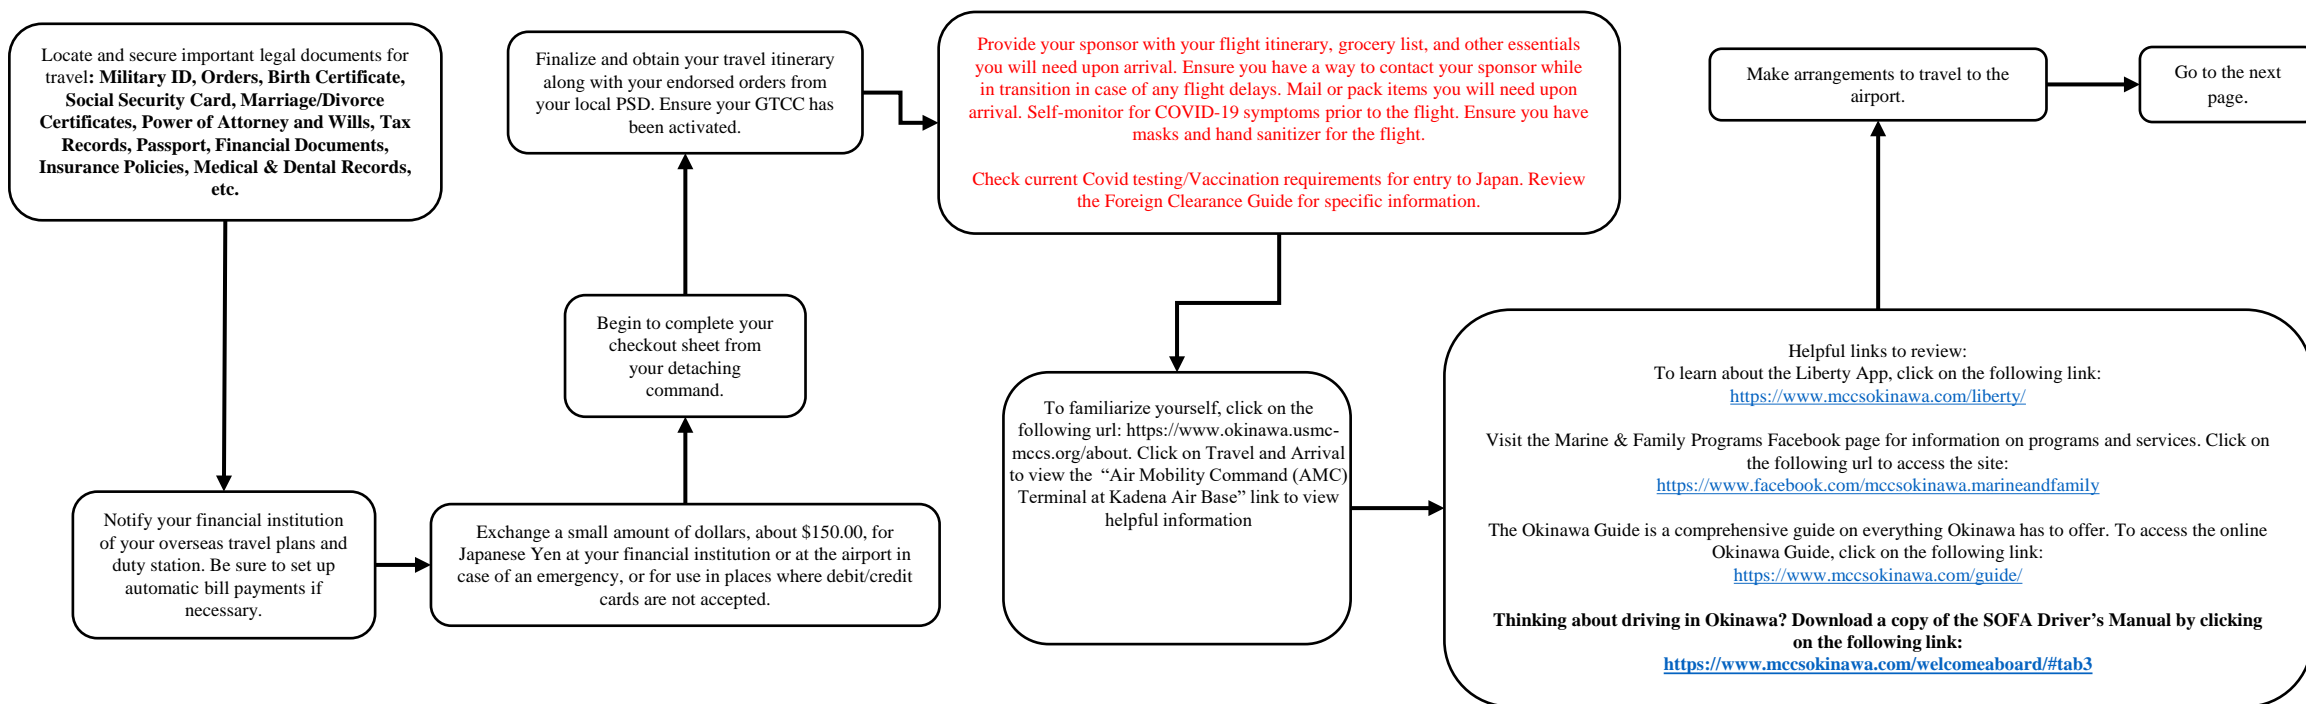 Locate and secure important legal documents for
travel: Military ID, Orders, Birth Certificate,
Social Security Card, Marriage/Divorce
Certificates, Power of Attorney and Wills, Tax
Records, Passport, Financial Documents,
Insurance Policies, Medical & Dental Records,
etc.
Notify your financial institution
of your overseas travel plans and
duty station. Be sure to set up
automatic bill payments if
necessary.
Exchange a small amount of dollars, about $150.00, for
Japanese Yen at your financial institution or at the airport in
case of an emergency, or for use in places where debit/credit
cards are not accepted.
Begin to complete your
checkout sheet from
your detaching
command.
Finalize and obtain your travel itinerary
along with your endorsed orders from
your local PSD. Ensure your GTCC has
been activated.
Provide your sponsor with your flight itinerary, grocery list, and other essentials
you will need upon arrival. Ensure you have a way to contact your sponsor while
in transition in case of any flight delays. Mail or pack items you will need upon
arrival. Self-monitor for COVID-19 symptoms prior to the flight. Ensure you have
masks and hand sanitizer for the flight.
Check current Covid testing/Vaccination requirements for entry to Japan. Review
the Foreign Clearance Guide for specific information.
To familiarize yourself, click on the
following url: https://www.okinawa.usmc-
mccs.org/about. Click on Travel and Arrival
to view the “Air Mobility Command (AMC)
Terminal at Kadena Air Base” link to view
helpful information
Helpful links to review:
To learn about the Liberty App, click on the following link:
https://www.mccsokinawa.com/liberty/
Visit the Marine & Family Programs Facebook page for information on programs and services. Click on
the following url to access the site:
https://www.facebook.com/mccsokinawa.marineandfamily
The Okinawa Guide is a comprehensive guide on everything Okinawa has to offer. To access the online
Okinawa Guide, click on the following link:
https://www.mccsokinawa.com/guide/
Thinking about driving in Okinawa? Download a copy of the SOFA Driver’s Manual by clicking
on the following link:
https://www.mccsokinawa.com/welcomeaboard/#tab3
Make arrangements to travel to the
airport.
Go to the next
page.